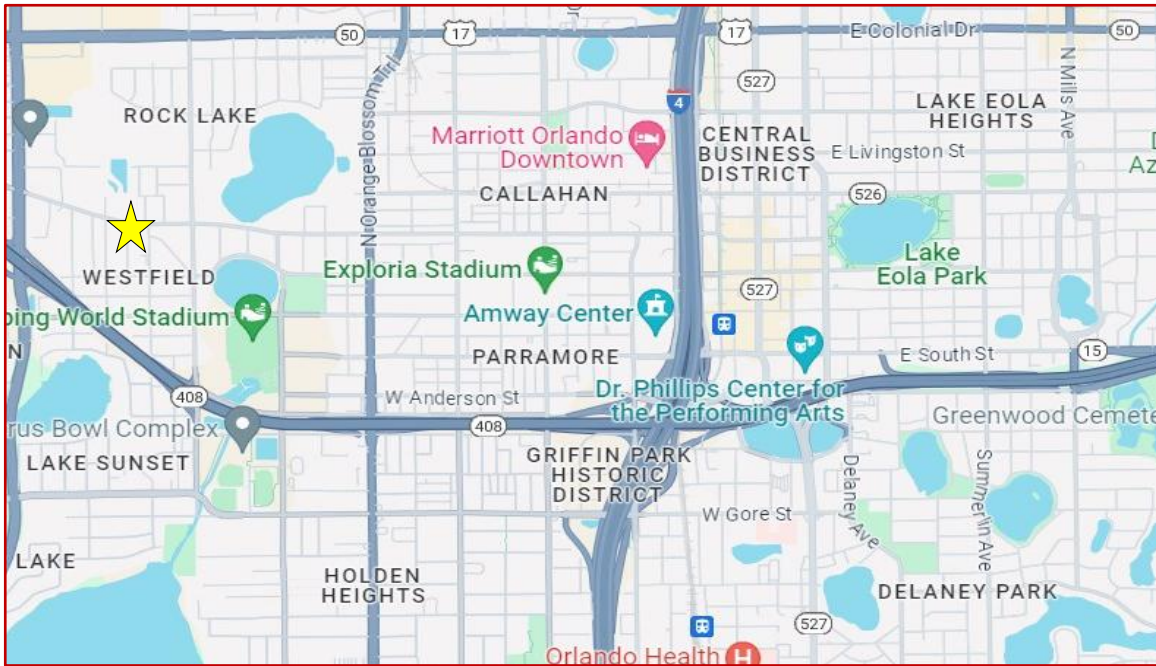 50
17
17
E Colonial Dr
50
N Orange Blossom Trl
527
4
N Mills Ave
ROCK LAKE
LAKE EOLA
HEIGHTS
Marriott Orlando
Downtown
CENTRAL
BUSINESS
DISTRICT
E Livingston St
D
Az
CALLAHAN
526
WESTFIELD
Exploria Stadium
Lake
Eola Park
527
ping World Stadium
Amway Center
N
PARRAMORE
E South St
15
408
W Anderson St
Dr. Phillips Center for
the Performing Arts
rus Bowl Complex
408
Greenwood Cemete
LAKE SUNSET
GRIFFIN PARK
HISTORIC
DISTRICT
Delaney Ave
Summerlin Ave
W Gore St
LAKE
HOLDEN
HEIGHTS
DELANEY PARK
527
Orlando Health
H